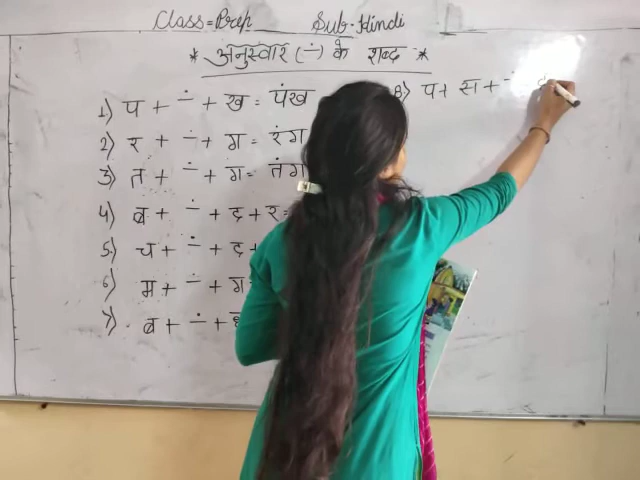 Class = Prep Sub - Hindi
* अनुस्वार (–ं) के शब्द *
1) प + –ं + ख = पंख
2) र + –ं + ग = रंग
3) त + –ं + ग = तंग
4) ब + –ं + द + र =
5) च + –ं + द +
6) म + –ं + ग =
7) ब + –ं +
8) प + स +